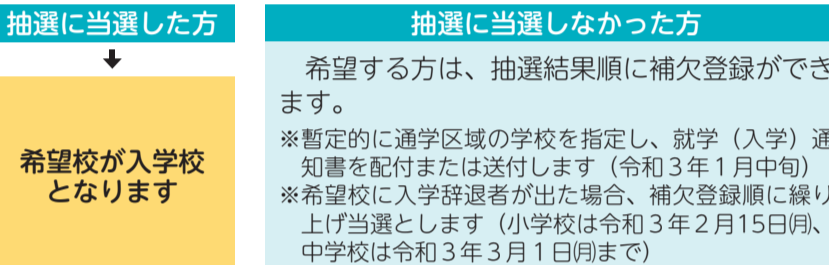 抽選に当選した方
希望校が入学校
となります
抽選に当選しなかった方
希望する方は、抽選結果順に補欠登録ができ
ます。
※暫定的に通学区域の学校を指定し、就学（入学）通
知書を配付または送付します（令和３年１月中旬）
※希望校に入学辞退者が出た場合、補欠登録順に繰り
上げ当選とします（小学校は令和３年２月15日㈪、
中学校は令和３年３月１日㈪まで）